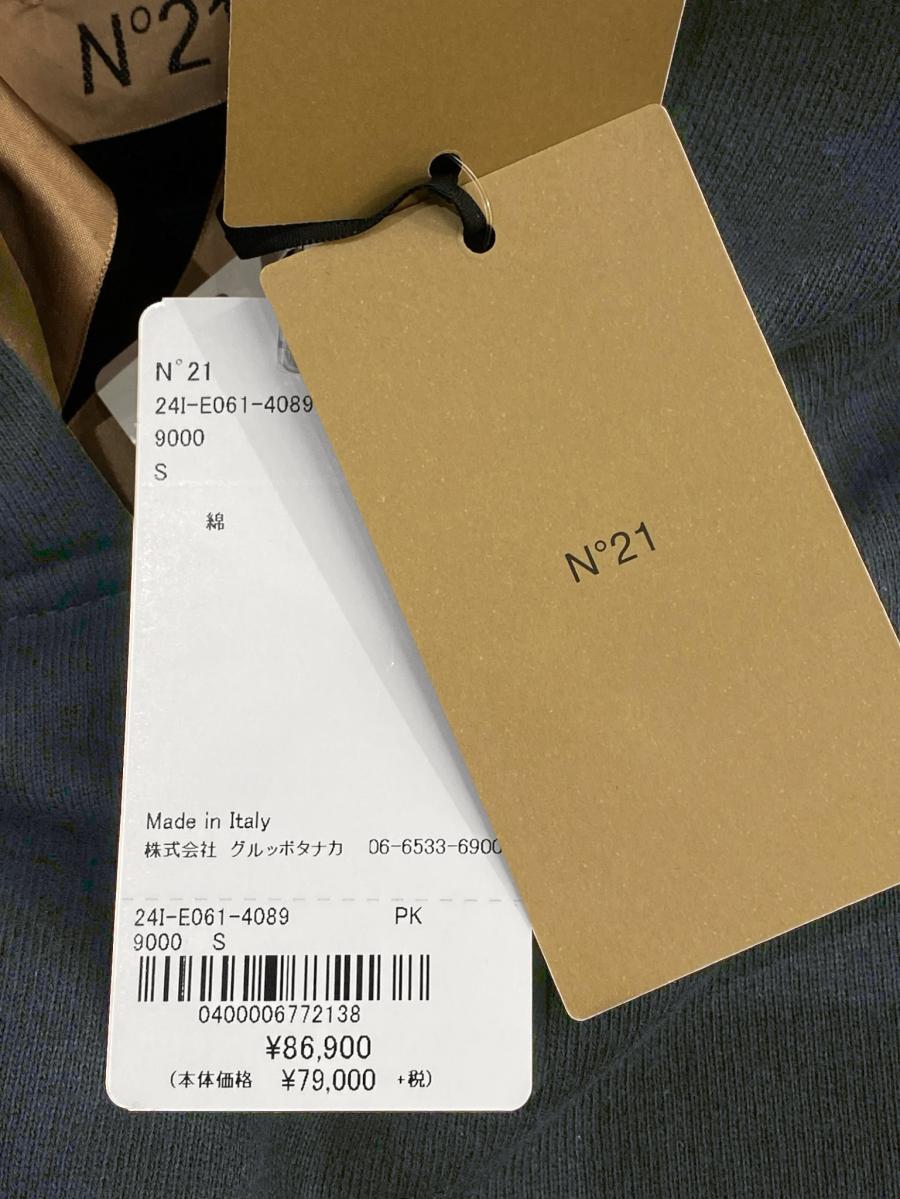 N°21
N°21
24I-E061-4089
9000
S
綿
N°21
Made in Italy
株式会社 グルッポタナカ 06-6533-6900
24I-E061-4089 PK
9000 S
0400006772138
¥86,900
(本体価格 ¥79,000 +税)